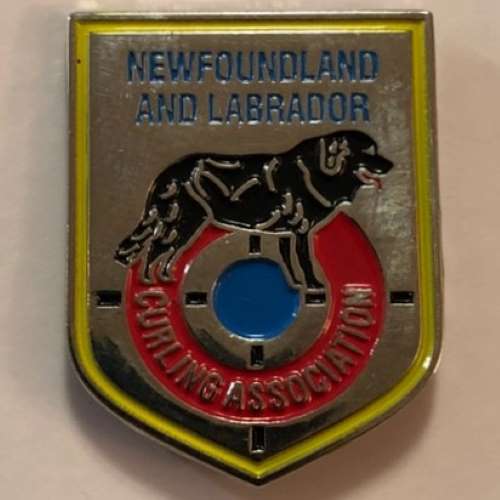 NEWFOUNDLAND
AND LABRADOR
CURLING ASSOCIATION